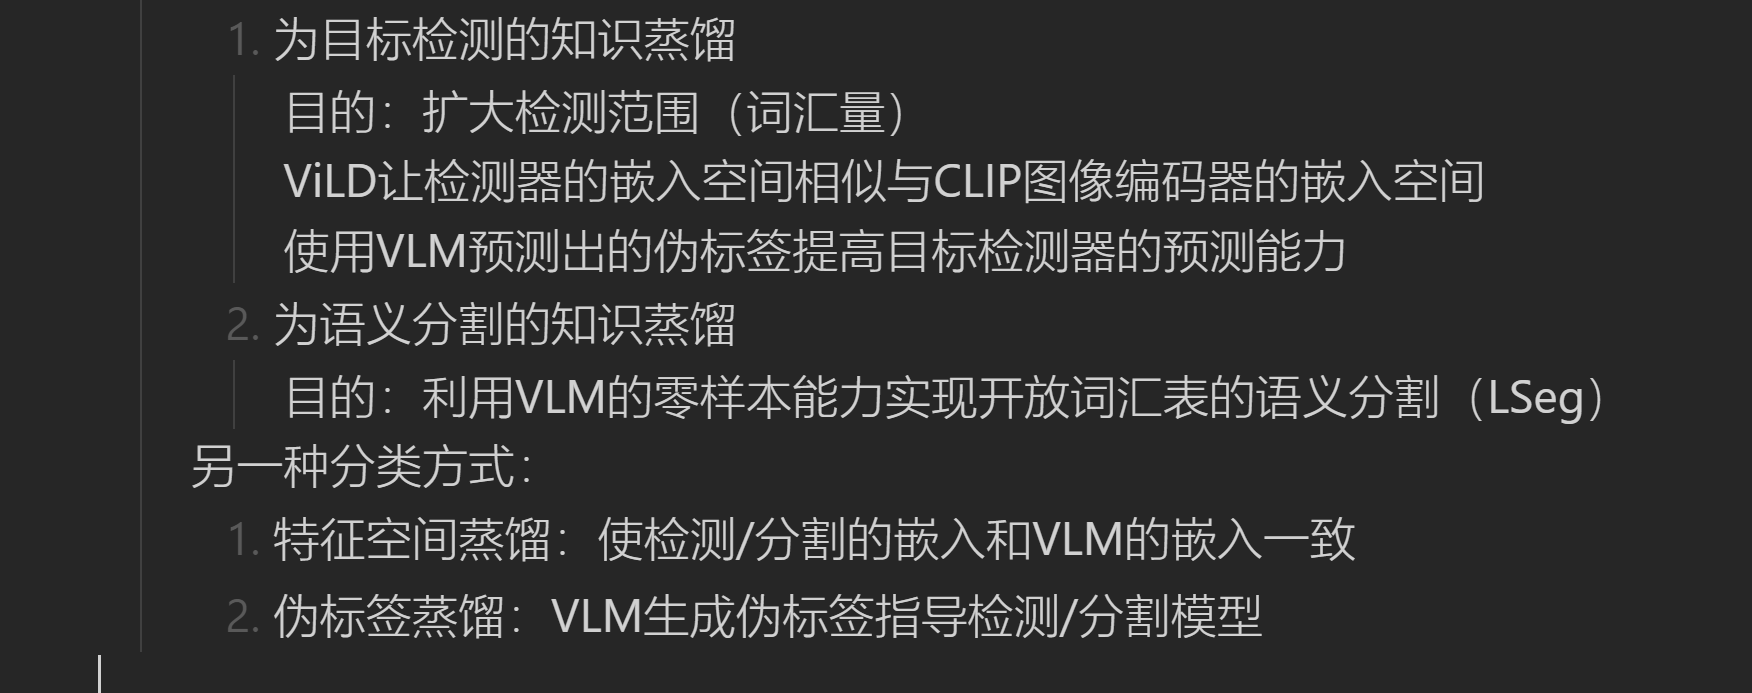 1. 为目标检测的知识蒸馏
目的：扩大检测范围（词汇量）
ViLD让检测器的嵌入空间相似与CLIP图像编码器的嵌入空间
使用VLM预测出的伪标签提高目标检测器的预测能力
2. 为语义分割的知识蒸馏
目的：利用VLM的零样本能力实现开放词汇表的语义分割（LSeg）
另一种分类方式：
1. 特征空间蒸馏：使检测/分割的嵌入和VLM的嵌入一致
2. 伪标签蒸馏：VLM生成伪标签指导检测/分割模型